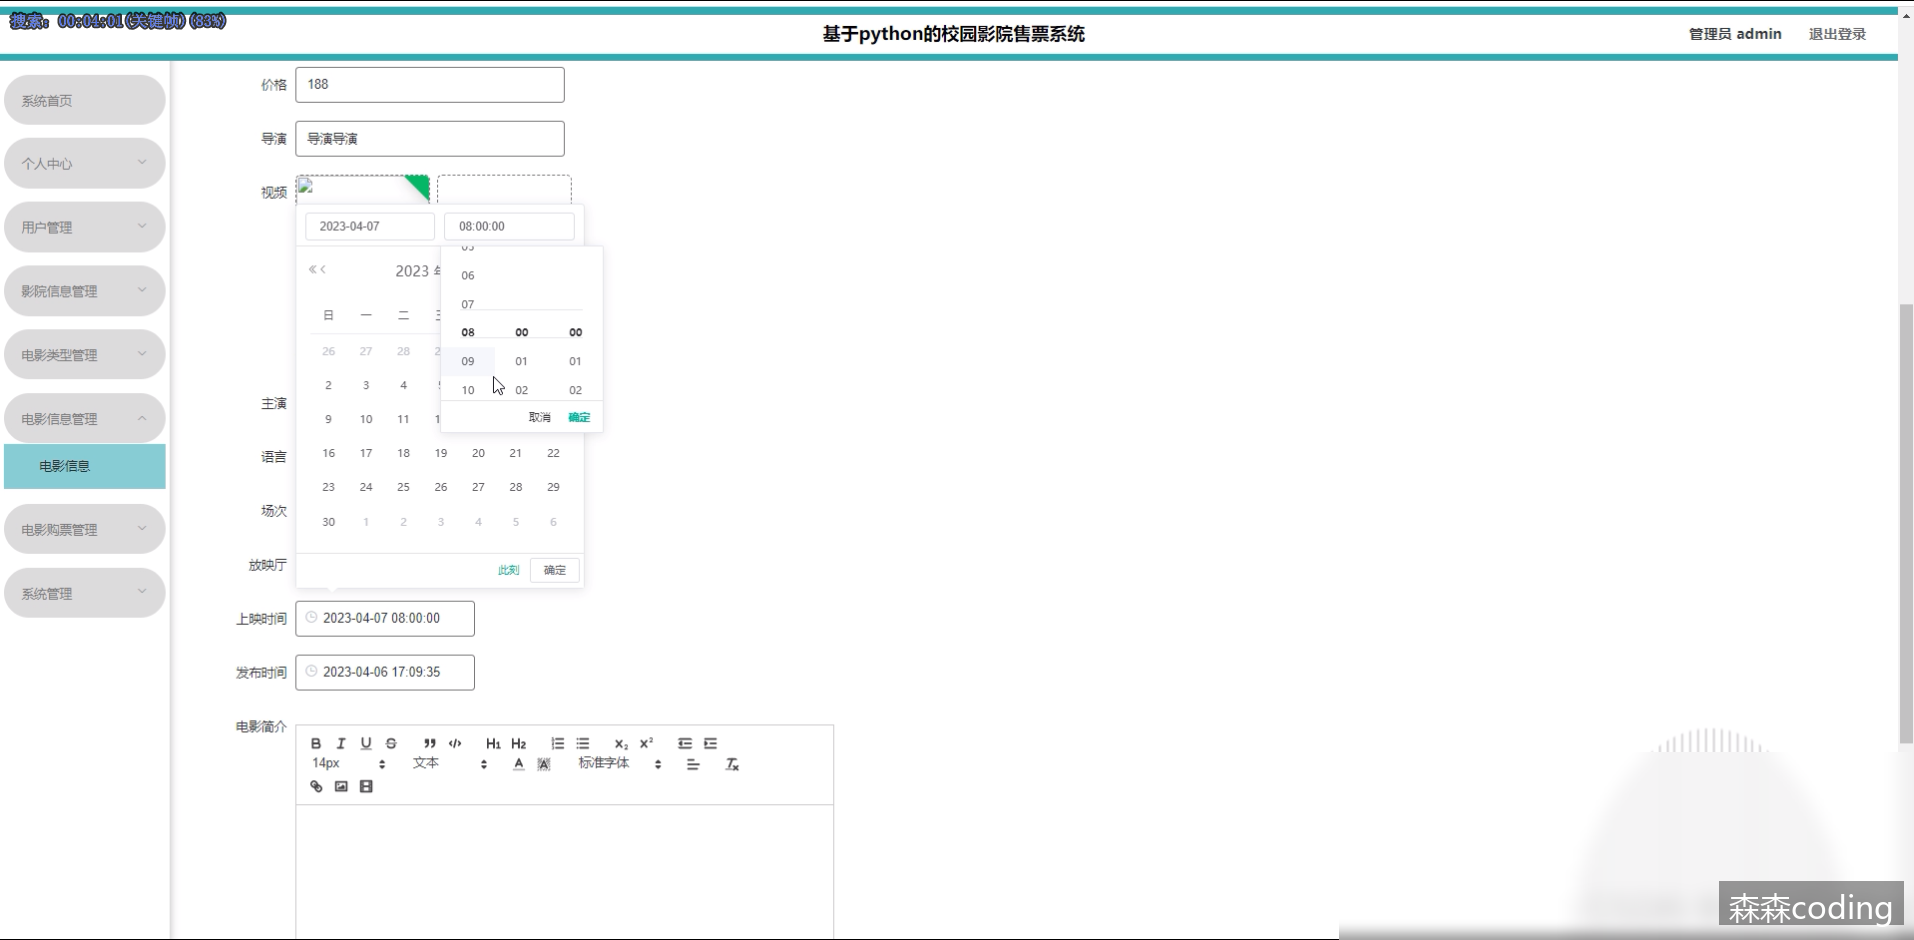 搜索: 00:04:01(关键帧) (83%)
基于python的校园影院售票系统
管理员 admin 退出登录
系统首页
个人中心
用户管理
影院信息管理
电影类型管理
电影信息管理
电影信息
电影购票管理
系统管理
价格 188
导演 导演导演
视频
2023-04-07 08:00:00
2023
日 一 二
26 27 28
2 3 4
9 10 11
16 17 18 19 20 21 22
23 24 25 26 27 28 29
30 1 2 3 4 5 6
此刻 确定
05
06
07
08 00 00
09 01 01
10 02 02
取消 确定
主演
语言
场次
放映厅
上映时间 2023-04-07 08:00:00
发布时间 2023-04-06 17:09:35
电影简介
B I U S H1 H2 X2 X2
14px 文本 A A 标准字体 Tx
森森coding